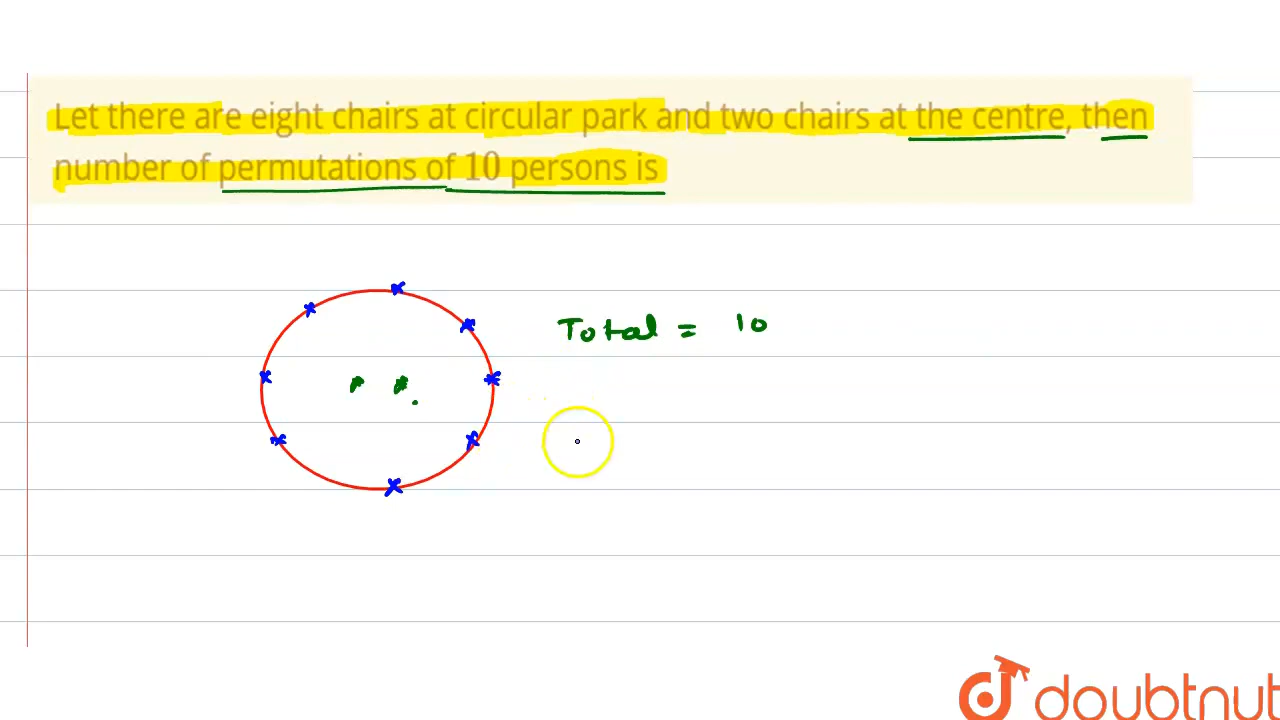 Let there are eight chairs at circular park and two chairs at the centre, then
number of permutations of 10 persons is
Total = 10
doubtnut